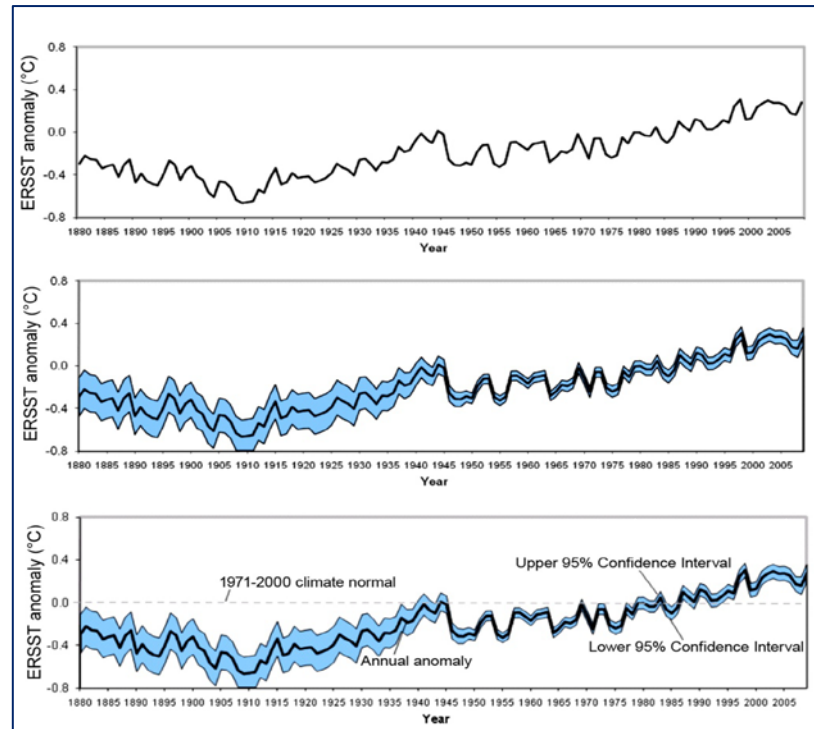 ERSST anomaly (°C)
0.8
0.4
0.0
-0.4
-0.8
1880 1885 1890 1895 1900 1905 1910 1915 1920 1925 1930 1935 1940 1945 1950 1955 1960 1965 1970 1975 1980 1985 1990 1995 2000 2005
Year
ERSST anomaly (°C)
0.8
0.4
0.0
-0.4
-0.8
1880 1885 1890 1895 1900 1905 1910 1915 1920 1925 1930 1935 1940 1945 1950 1955 1960 1965 1970 1975 1980 1985 1990 1995 2000 2005
Year
ERSST anomaly (°C)
0.8
0.4
0.0
-0.4
-0.8
1971-2000 climate normal
Upper 95% Confidence Interval
Annual anomaly
Lower 95% Confidence Interval
1880 1885 1890 1895 1900 1905 1910 1915 1920 1925 1930 1935 1940 1945 1950 1955 1960 1965 1970 1975 1980 1985 1990 1995 2000 2005
Year